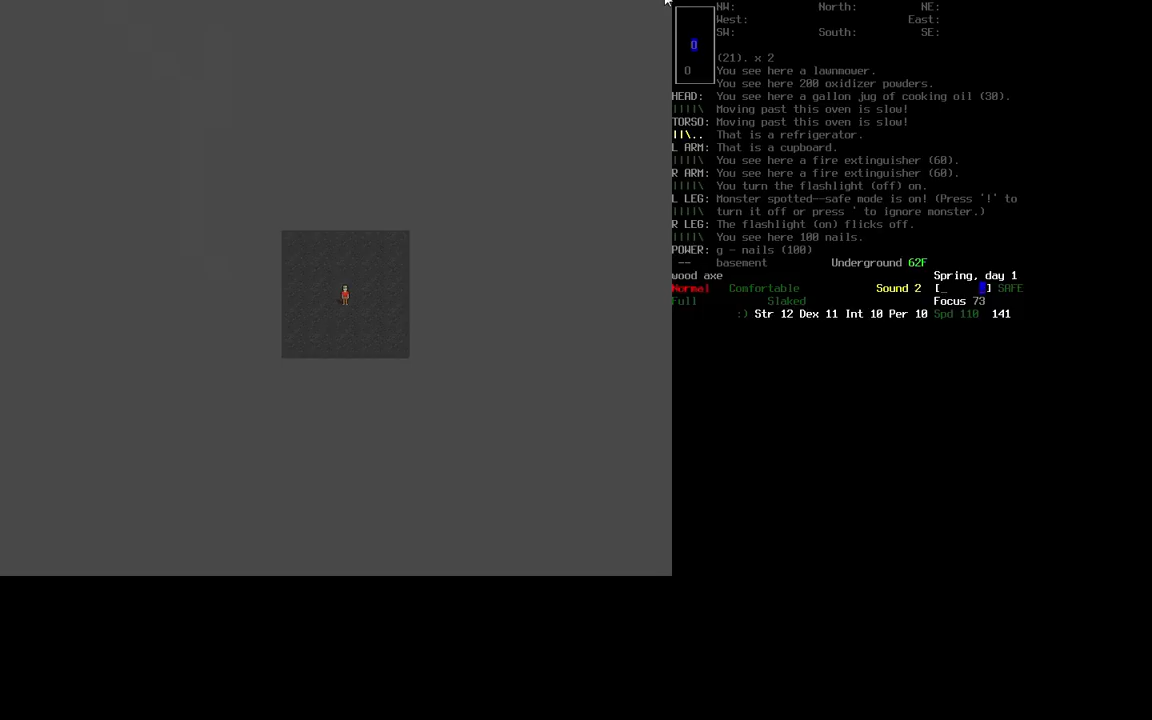 NW: North: NE:
West: East:
SW: South: SE:
O
(21). x 2
O You see here a lawnmower.
You see here 200 oxidizer powders.
HEAD: You see here a gallon jug of cooking oil (30).
||||\ Moving past this oven is slow!
TORSO: Moving past this oven is slow!
||\.. That is a refrigerator.
L ARM: That is a cupboard.
||||\ You see here a fire extinguisher (60).
R ARM: You see here a fire extinguisher (60).
||||\ You turn the flashlight (off) on.
L LEG: Monster spotted--safe mode is on! (Press '!' to
||||\ turn it off or press ' to ignore monster.)
R LEG: The flashlight (on) flicks off.
||||\ You see here 100 nails.
POWER: g - nails (100)
-- basement Underground 62F
wood axe Spring, day 1
Normal Comfortable Sound 2 [_ ] SAFE
Full Slaked Focus 73
:) Str 12 Dex 11 Int 10 Per 10 Spd 110 141